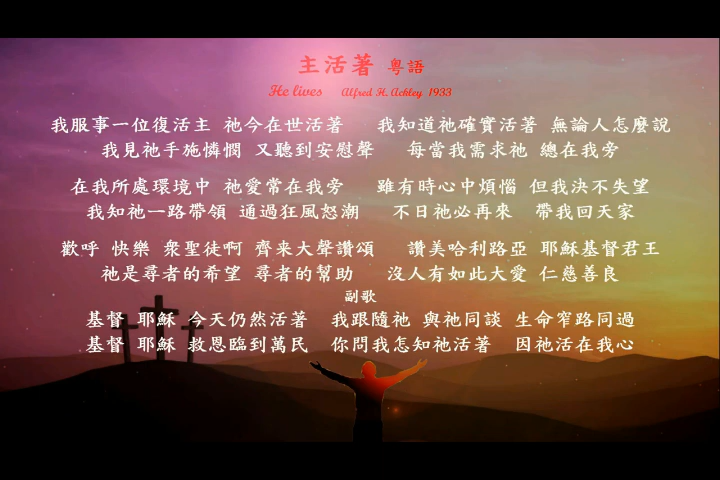 主活著 粵語
He lives Alfred H. Ackley 1933
我服事一位復活主 祂今在世活著 我知道祂確實活著 無論人怎麼說
我見祂手施憐憫 又聽到安慰聲 每當我需求祂 總在我旁
在我所處環境中 祂愛常在我旁 雖有時心中煩惱 但我決不失望
我知祂一路帶領 通過狂風怒潮 不日祂必再來 帶我回天家
歡呼 快樂 眾聖徒啊 齊来大聲讚頌 讚美哈利路亞 耶穌基督君王
祂是尋者的希望 尋者的幫助 沒人有如此大愛 仁慈善良
副歌
基督 耶穌 今天仍然活著 我跟隨祂 與祂同談 生命窄路同過
基督 耶穌 救恩臨到萬民 你問我怎知祂活著 因祂活在我心